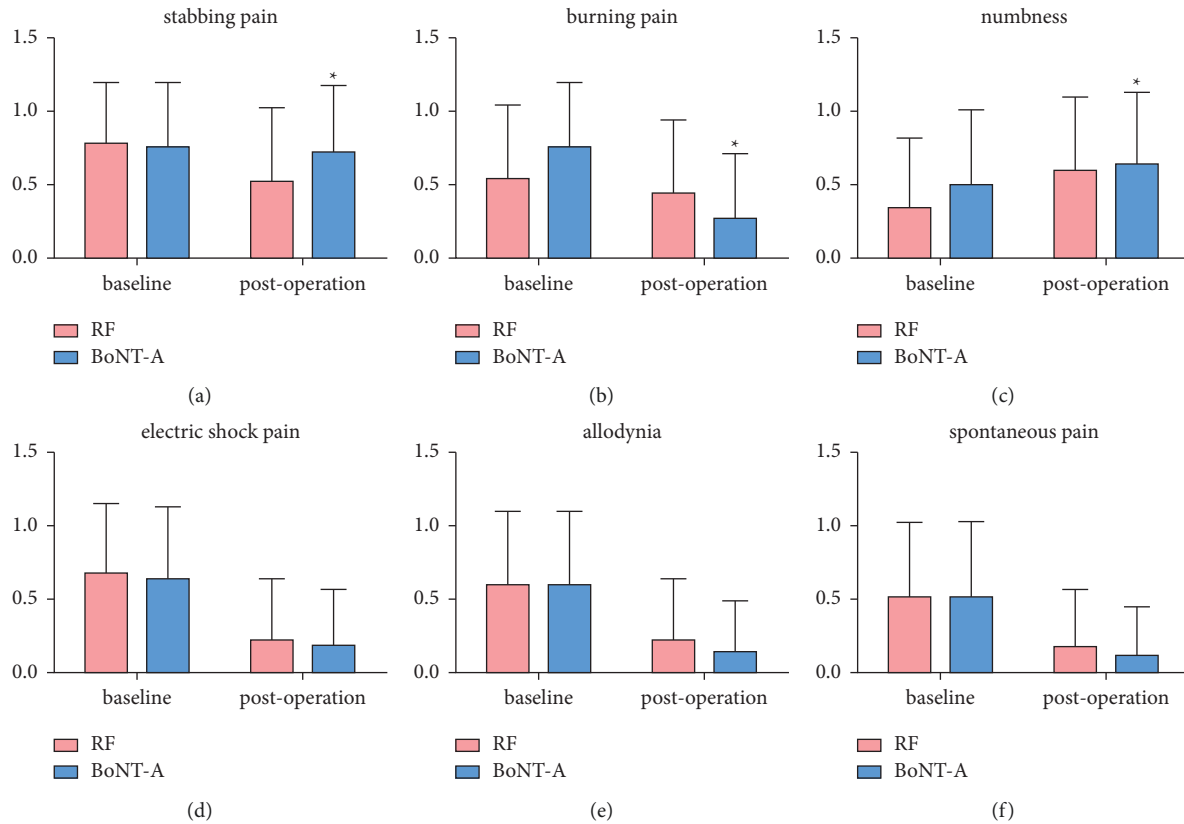 stabbing pain
1.5
*
1.0
0.5
0.0
baseline post-operation
RF
BoNT-A
(a)
burning pain
1.5
1.0
*
0.5
0.0
baseline post-operation
RF
BoNT-A
(b)
numbness
1.5
*
1.0
0.5
0.0
baseline post-operation
RF
BoNT-A
(c)
electric shock pain
1.5
1.0
0.5
0.0
baseline post-operation
RF
BoNT-A
(d)
allodynia
1.5
1.0
0.5
0.0
baseline post-operation
RF
BoNT-A
(e)
spontaneous pain
1.5
1.0
0.5
0.0
baseline post-operation
RF
BoNT-A
(f)